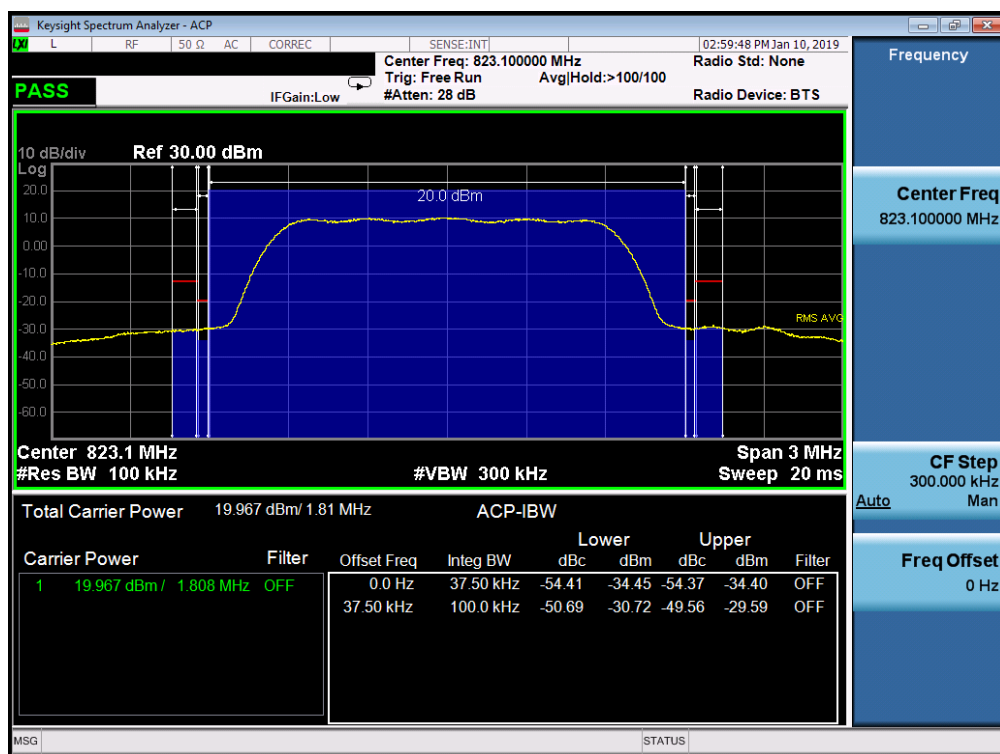 Keysight Spectrum Analyzer - ACP
LXI L RF 50 Ω AC CORREC SENSE:INT 02:59:48 PM Jan 10, 2019
Center Freq: 823.100000 MHz Radio Std: None
Trig: Free Run Avg|Hold:>100/100
PASS IFGain:Low #Atten: 28 dB Radio Device: BTS
10 dB/div Ref 30.00 dBm
Log
20.0
10.0
0.00
-10.0
-20.0
-30.0
-40.0
-50.0
-60.0
20.0 dBm
RMS AVG
Center 823.1 MHz Span 3 MHz
#Res BW 100 kHz #VBW 300 kHz Sweep 20 ms
Total Carrier Power 19.967 dBm/ 1.81 MHz ACP-IBW
Lower Upper
Carrier Power Filter Offset Freq Integ BW dBc dBm dBc dBm Filter
1 19.967 dBm / 1.808 MHz OFF 0.0 Hz 37.50 kHz -54.41 -34.45 -54.37 -34.40 OFF
37.50 kHz 100.0 kHz -50.69 -30.72 -49.56 -29.59 OFF
MSG STATUS
Frequency
Center Freq
823.100000 MHz
CF Step
300.000 kHz
Auto Man
Freq Offset
0 Hz